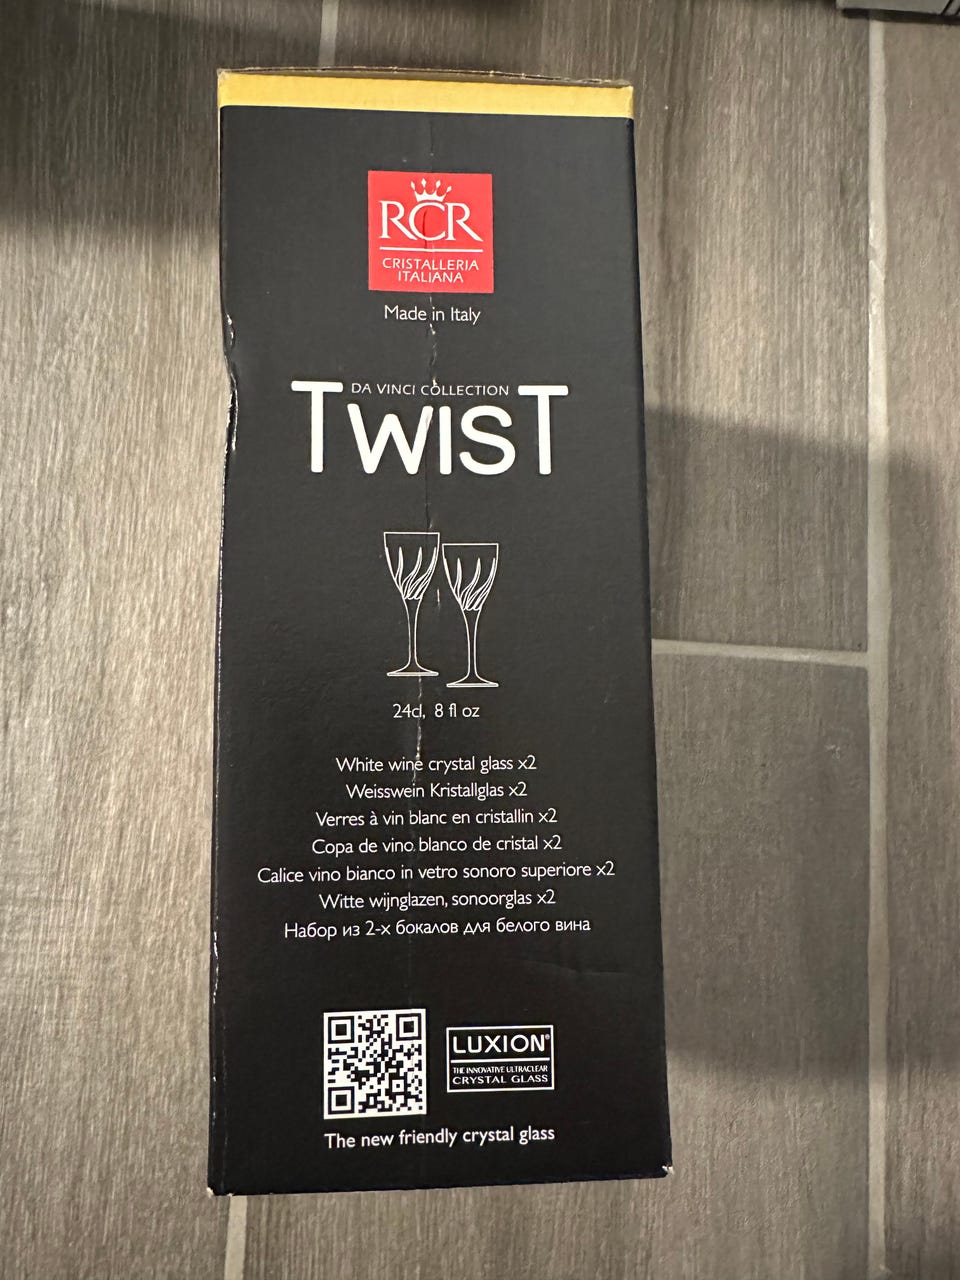 RCR
CRISTALLERIA
ITALIANA
Made in Italy
DA VINCI COLLECTION
TWIST
24cl, 8 fl oz
White wine crystal glass x2
Weisswein Kristallglas x2
Verres à vin blanc en cristallin x2
Copa de vino blanco de cristal x2
Calice vino bianco in vetro sonoro superiore x2
Witte wijnglazen, sonoorglas x2
Набор из 2-х бокалов для белого вина
LUXION®
THE INNOVATIVE ULTRACLEAR
CRYSTAL GLASS
The new friendly crystal glass